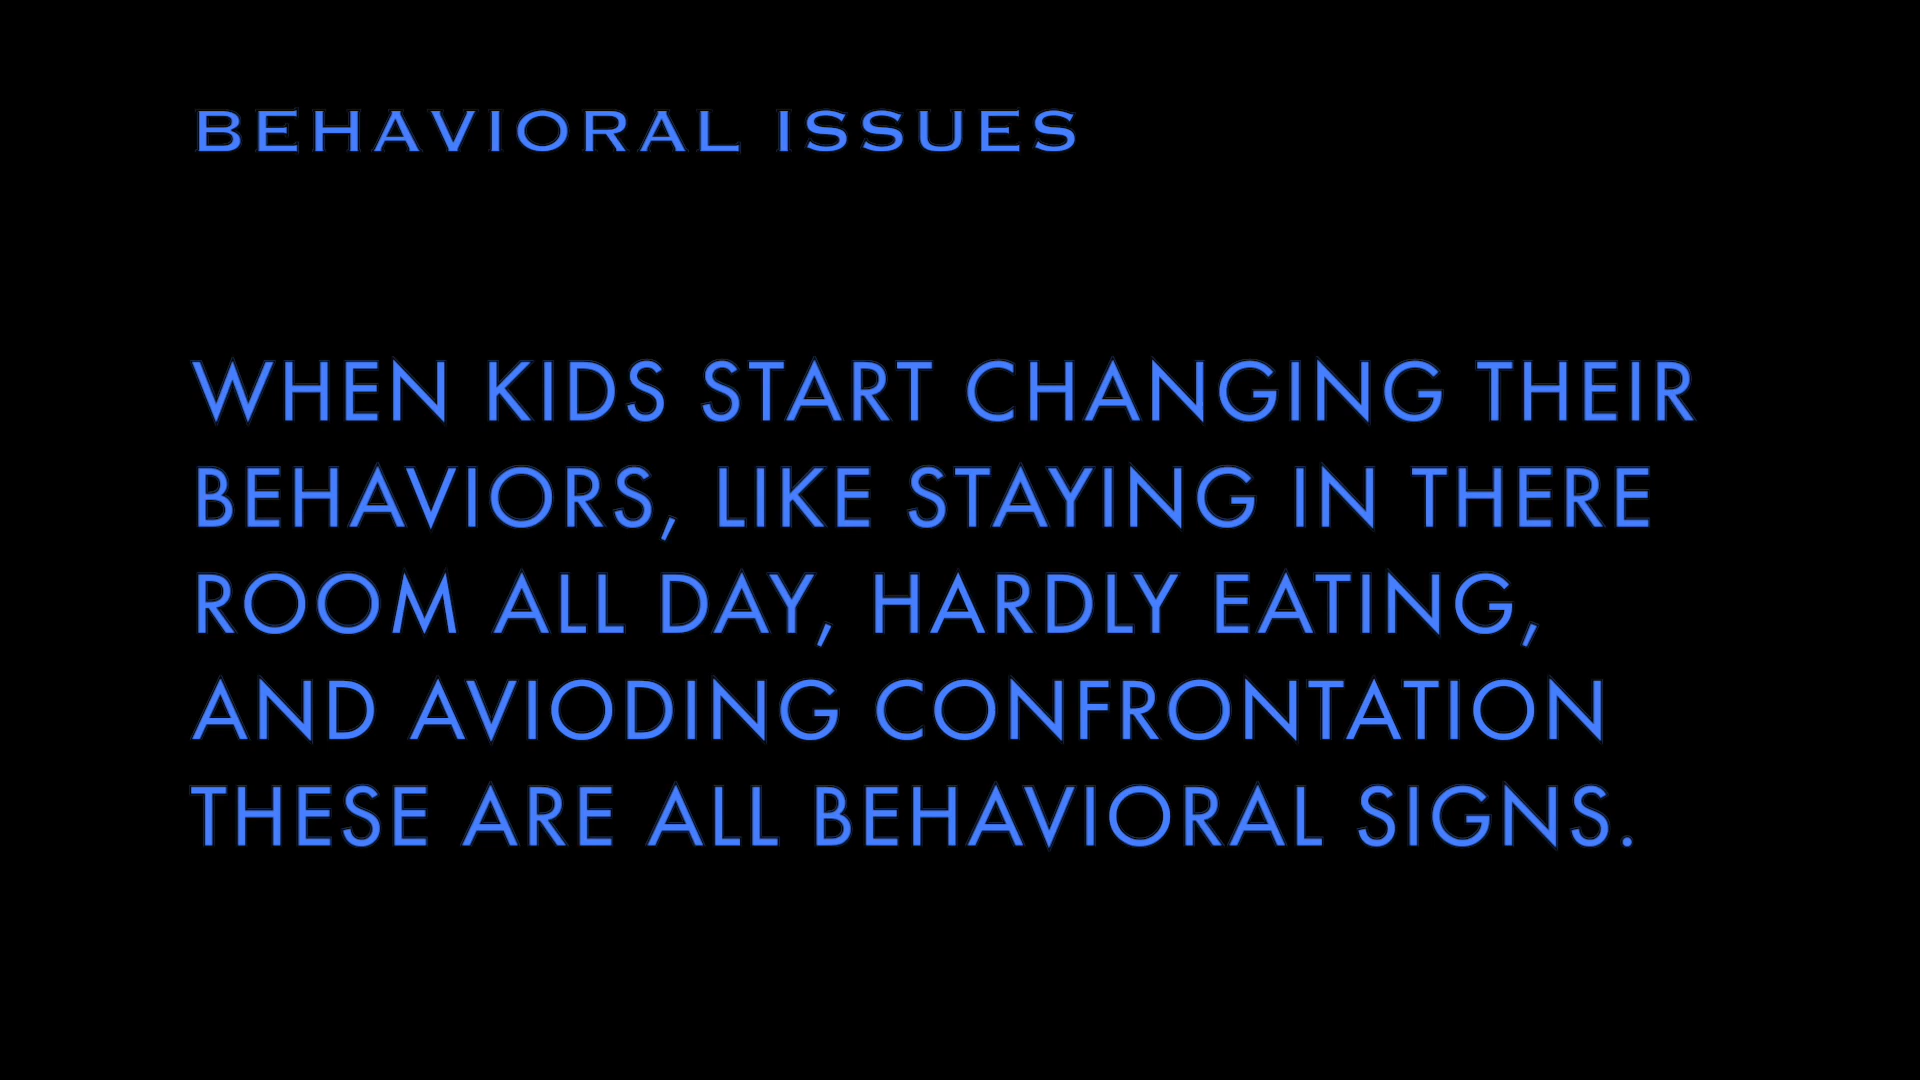 BEHAVIORAL ISSUES
WHEN KIDS START CHANGING THEIR
BEHAVIORS, LIKE STAYING IN THERE
ROOM ALL DAY, HARDLY EATING,
AND AVIODING CONFRONTATION
THESE ARE ALL BEHAVIORAL SIGNS.